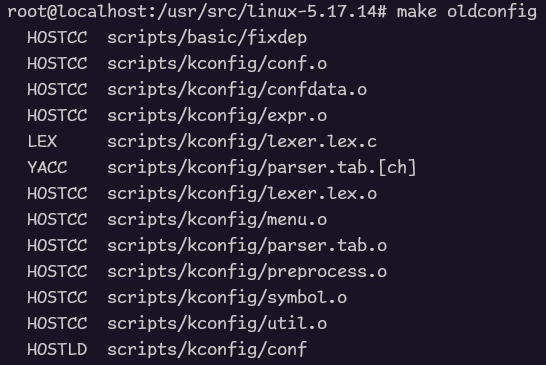 root@localhost:/usr/src/linux-5.17.14# make oldconfig
HOSTCC scripts/basic/fixdep
HOSTCC scripts/kconfig/conf.o
HOSTCC scripts/kconfig/confdata.o
HOSTCC scripts/kconfig/expr.o
LEX scripts/kconfig/lexer.lex.c
YACC scripts/kconfig/parser.tab.[ch]
HOSTCC scripts/kconfig/lexer.lex.o
HOSTCC scripts/kconfig/menu.o
HOSTCC scripts/kconfig/parser.tab.o
HOSTCC scripts/kconfig/preprocess.o
HOSTCC scripts/kconfig/symbol.o
HOSTCC scripts/kconfig/util.o
HOSTLD scripts/kconfig/conf